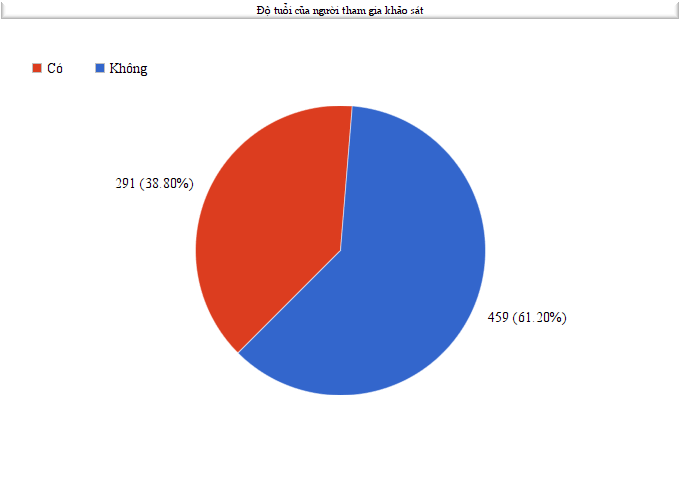 Độ tuổi của người tham gia khảo sát
Có Không
291 (38.80%)
459 (61.20%)